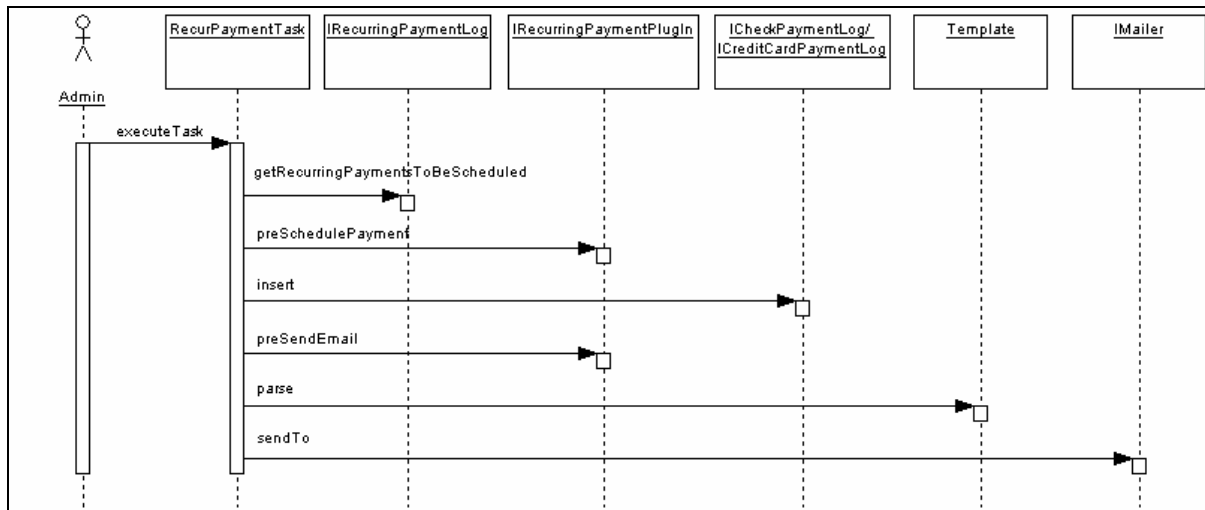 RecurPaymentTask
IRecurringPaymentLog
IRecurringPaymentPlugIn
ICheckPaymentLog/
ICreditCardPaymentLog
Template
IMailer
Admin
executeTask
getRecurringPaymentsToBeScheduled
preSchedulePayment
insert
preSendEmail
parse
sendTo